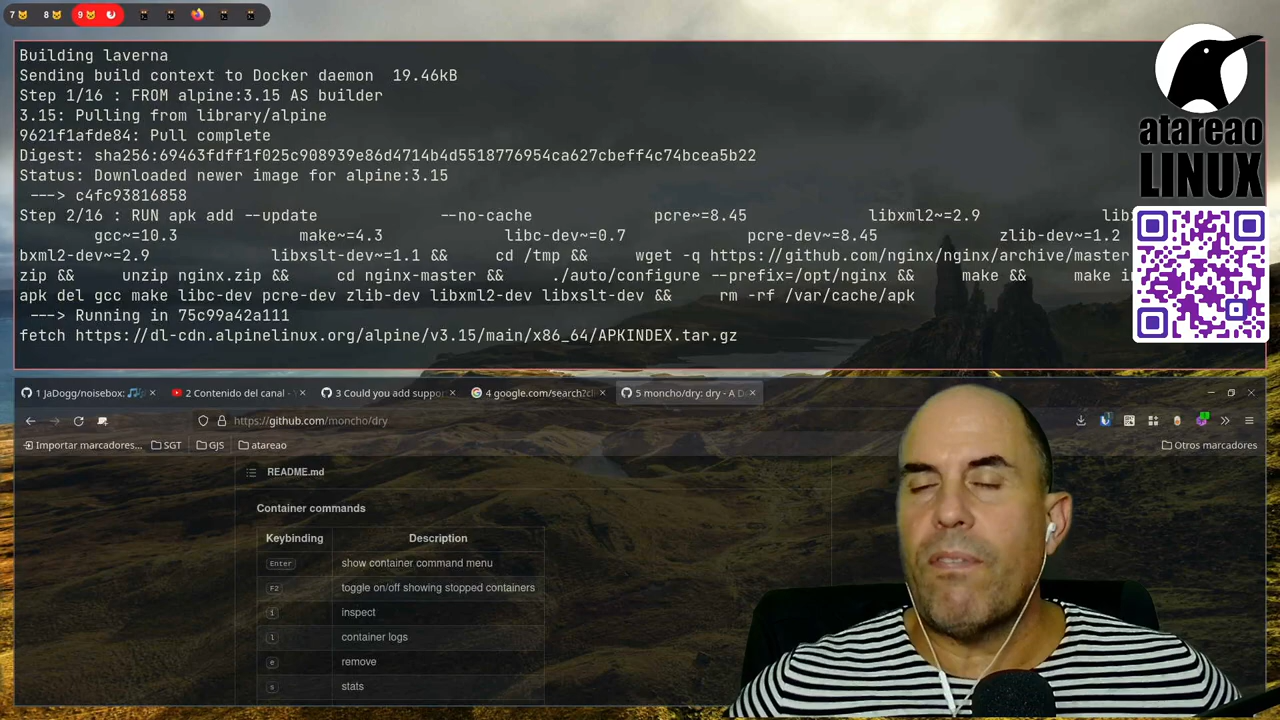 7 8 9
Building laverna
Sending build context to Docker daemon  19.46kB
Step 1/16 : FROM alpine:3.15 AS builder
3.15: Pulling from library/alpine
9621f1afde84: Pull complete
Digest: sha256:69463fdff1f025c908939e86d4714b4d5518776954ca627cbeff4c74bcea5b22
Status: Downloaded newer image for alpine:3.15
---> c4fc93816858
Step 2/16 : RUN apk add --update --no-cache pcre~=8.45 libxml2~=2.9 lib
gcc~=10.3 make~=4.3 libc-dev~=0.7 pcre-dev~=8.45 zlib-dev~=1.2
bxml2-dev~=2.9 libxslt-dev~=1.1 && cd /tmp && wget -q https://github.com/nginx/nginx/archive/master
zip && unzip nginx.zip && cd nginx-master && ./auto/configure --prefix=/opt/nginx && make && make in
apk del gcc make libc-dev pcre-dev zlib-dev libxml2-dev libxslt-dev && rm -rf /var/cache/apk
---> Running in 75c99a42a111
fetch https://dl-cdn.alpinelinux.org/alpine/v3.15/main/x86_64/APKINDEX.tar.gz
atareao
LINUX
1 JaDogg/noisebox: 2 Contenido del canal - 3 Could you add suppor 4 google.com/search?cli 5 moncho/dry: dry - A D
https://github.com/moncho/dry
Importar marcadores... SGT GJS atareao Otros marcadores
README.md
Container commands
Keybinding Description
Enter show container command menu
F2 toggle on/off showing stopped containers
i inspect
l container logs
e remove
s stats